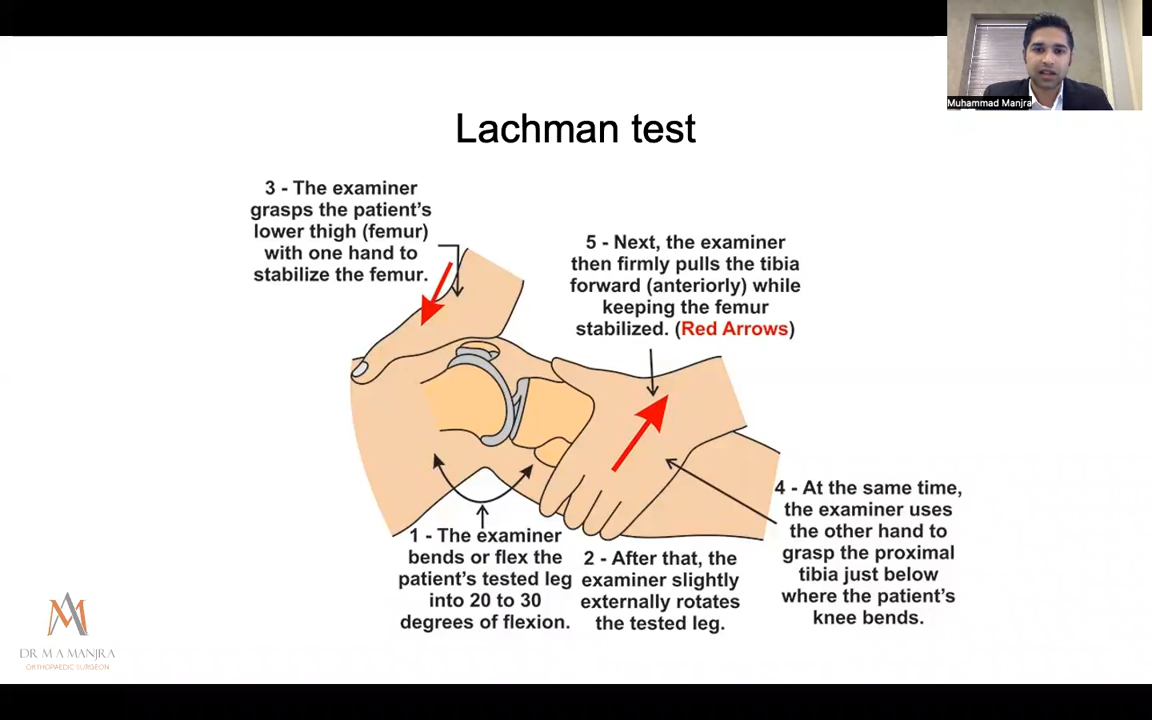 Muhammad Manjra
Lachman test
3 - The examiner
grasps the patient’s
lower thigh (femur)
with one hand to
stabilize the femur.
5 - Next, the examiner
then firmly pulls the tibia
forward (anteriorly) while
keeping the femur
stabilized. (Red Arrows)
1 - The examiner
bends or flex the
patient’s tested leg
into 20 to 30
degrees of flexion.
2 - After that, the
examiner slightly
externally rotates
the tested leg.
4 - At the same time,
the examiner uses
the other hand to
grasp the proximal
tibia just below
where the patient’s
knee bends.
DR M A MANJRA
ORTHOPAEDIC SURGEON